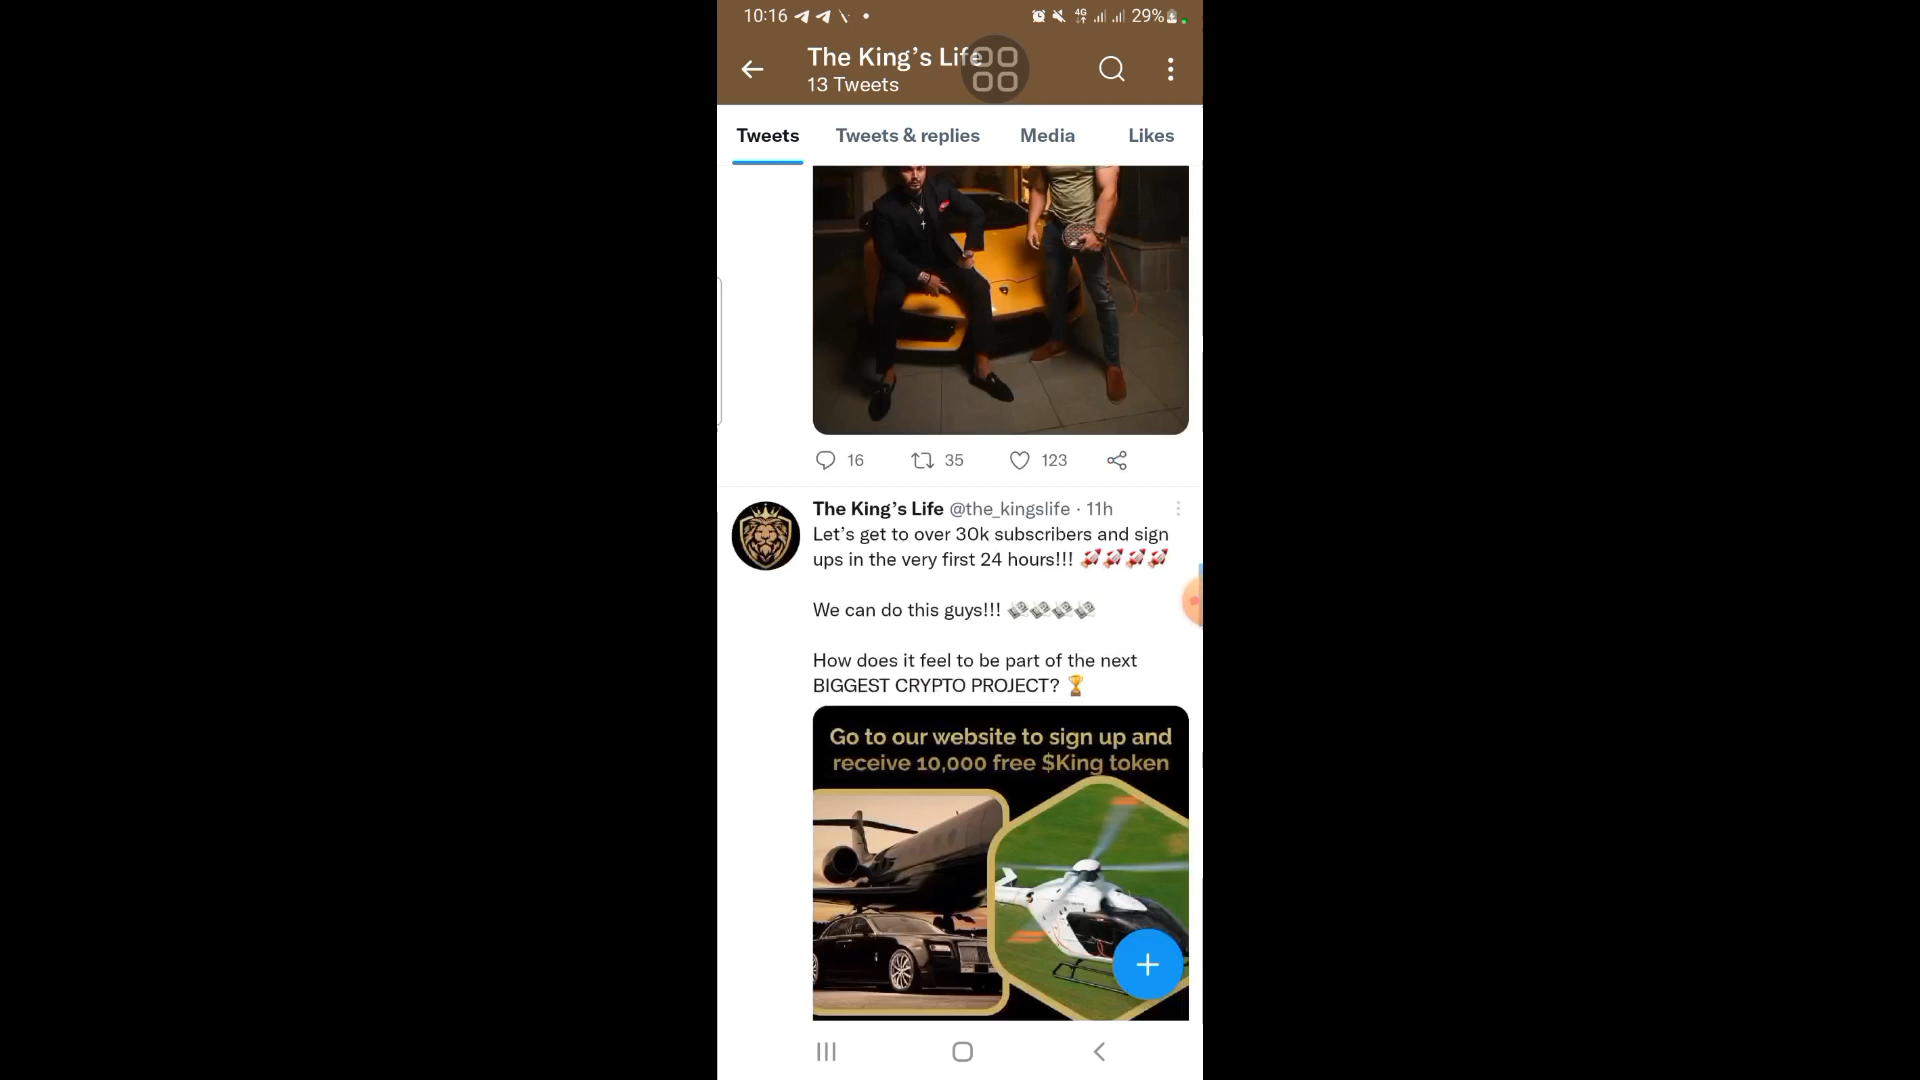 10:16
4G
29%
The King's Life
13 Tweets
Tweets
Tweets & replies
Media
Likes
16
35
123
The King's Life @the_kingslife · 11h
Let's get to over 30k subscribers and sign
ups in the very first 24 hours!!! 🚀🚀🚀🚀
We can do this guys!!! 💸💸💸💸
How does it feel to be part of the next
BIGGEST CRYPTO PROJECT? 🏆
Go to our website to sign up and
receive 10,000 free $King token